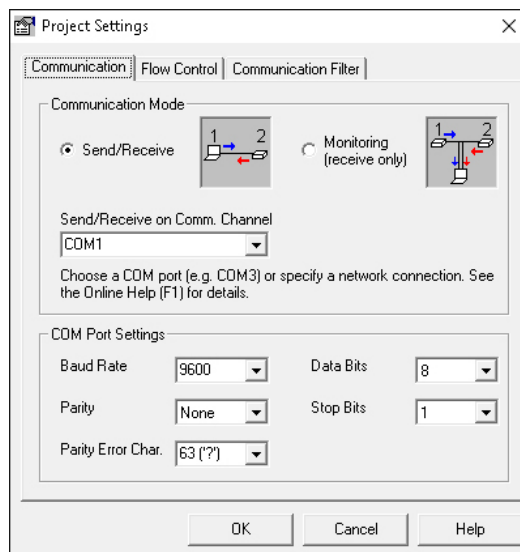 Project Settings
Communication Flow Control Communication Filter
Communication Mode
Send/Receive
1 2
Monitoring
(receive only)
1 2
Send/Receive on Comm. Channel
COM1
Choose a COM port (e.g. COM3) or specify a network connection. See
the Online Help (F1) for details.
COM Port Settings
Baud Rate 9600 Data Bits 8
Parity None Stop Bits 1
Parity Error Char. 63 ('?')
OK Cancel Help